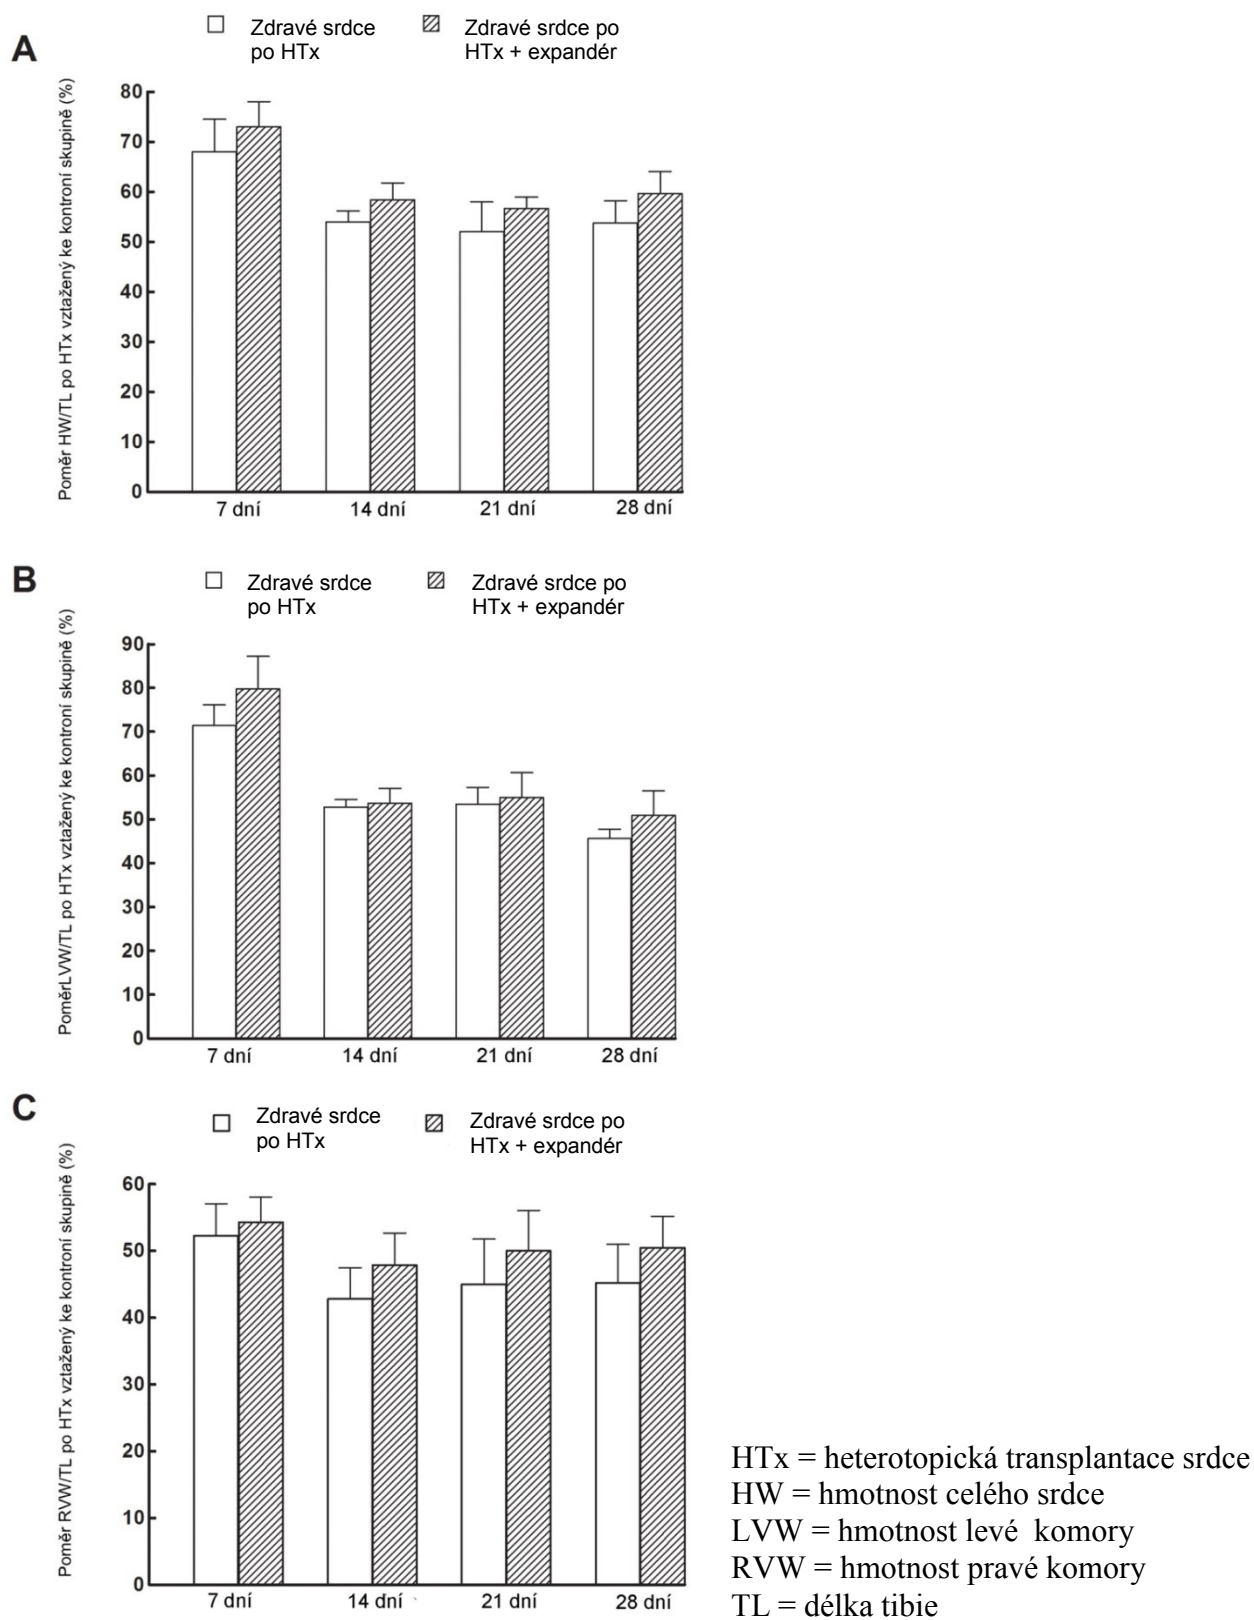 A
Zdravé srdce
po HTx
Zdravé srdce po
HTx + expandér
Poměr HW/TL po HTx vztažený ke kontroní skupině (%)
80
70
60
50
40
30
20
10
0
7 dní
14 dní
21 dní
28 dní
B
Zdravé srdce
po HTx
Zdravé srdce po
HTx + expandér
PoměrLVW/TL po HTx vztažený ke kontroní skupině (%)
90
80
70
60
50
40
30
20
10
0
7 dní
14 dní
21 dní
28 dní
C
Zdravé srdce
po HTx
Zdravé srdce po
HTx + expandér
Poměr RVW/TL po HTx vztažený ke kontroní skupině (%)
60
50
40
30
20
10
0
7 dní
14 dní
21 dní
28 dní
HTx = heterotopická transplantace srdce
HW = hmotnost celého srdce
LVW = hmotnost levé komory
RVW = hmotnost pravé komory
TL = délka tibie